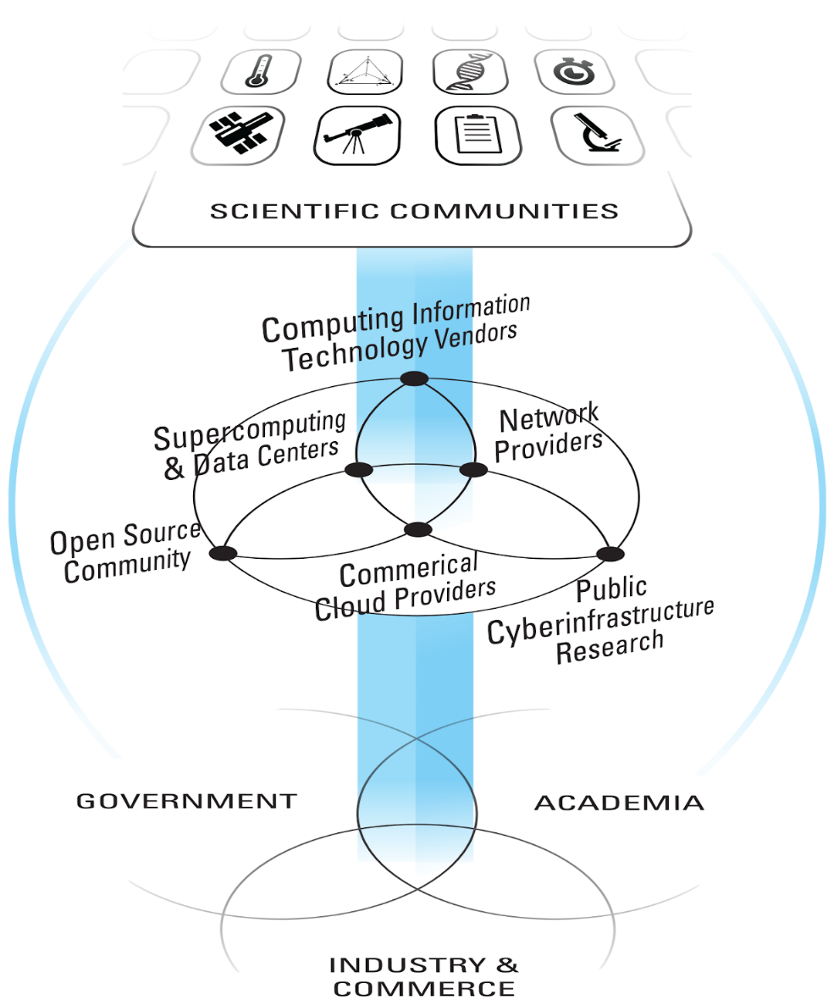 SCIENTIFIC COMMUNITIES
Computing Information
Technology Vendors
Supercomputing
& Data Centers
Network
Providers
Open Source
Community
Commerical
Cloud Providers
Public
Cyberinfrastructure
Research
GOVERNMENT
ACADEMIA
INDUSTRY &
COMMERCE